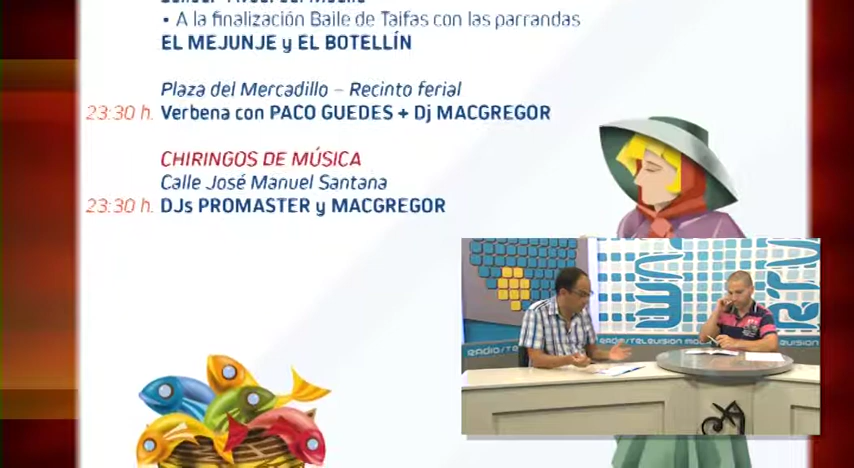 • A la finalización Baile de Taifas con las parrandas
EL MEJUNJE y EL BOTELLÍN
Plaza del Mercadillo – Recinto ferial
23:30 h. Verbena con PACO GUEDES + Dj MACGREGOR
CHIRINGOS DE MÚSICA
Calle José Manuel Santana
23:30 h. DJs PROMASTER y MACGREGOR
RTV